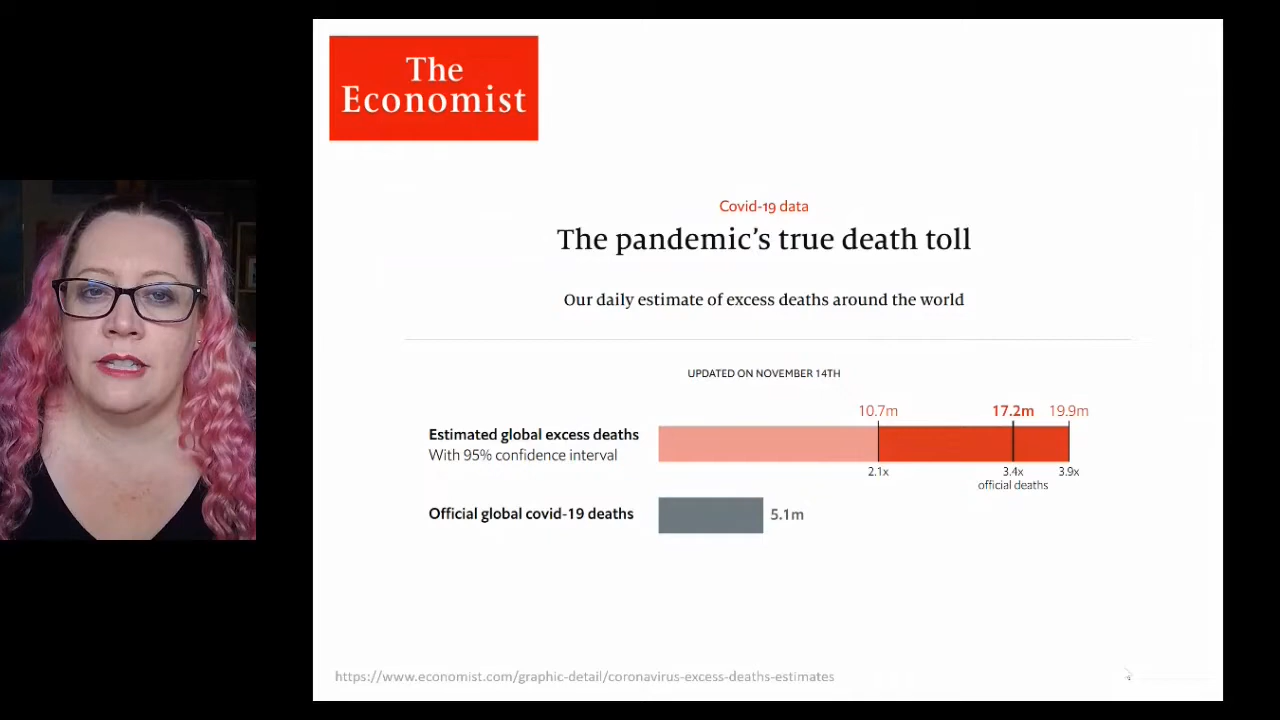 The
Economist
Covid-19 data
The pandemic's true death toll
Our daily estimate of excess deaths around the world
UPDATED ON NOVEMBER 14TH
10.7m 17.2m 19.9m
Estimated global excess deaths
With 95% confidence interval
2.1x 3.4x 3.9x
official deaths
Official global covid-19 deaths 5.1m
https://www.economist.com/graphic-detail/coronavirus-excess-deaths-estimates